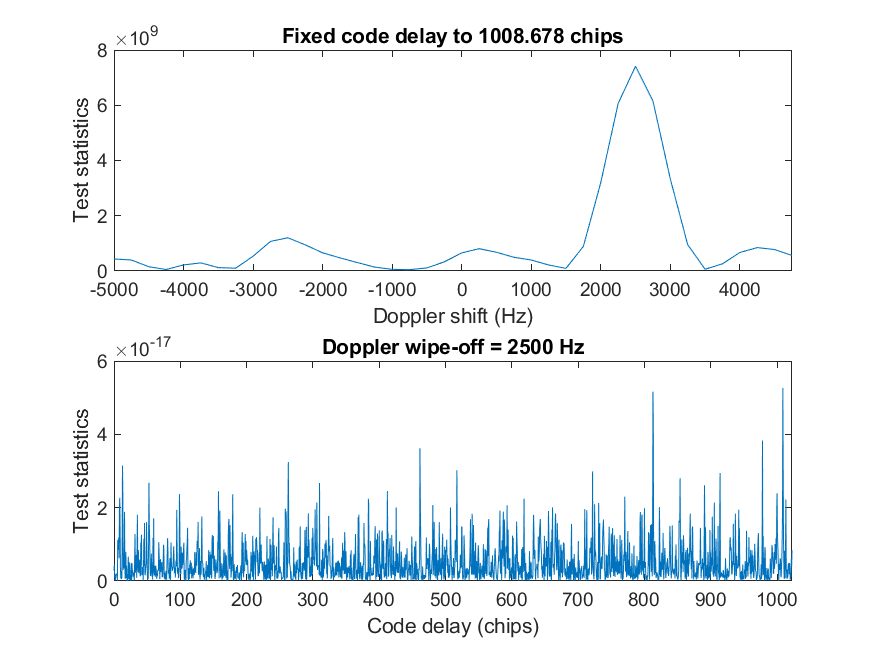 ×10^9
Fixed code delay to 1008.678 chips
8
6
4
2
0
Test statistics
-5000 -4000 -3000 -2000 -1000 0 1000 2000 3000 4000
Doppler shift (Hz)
×10^-17
Doppler wipe-off = 2500 Hz
6
4
2
0
Test statistics
0 100 200 300 400 500 600 700 800 900 1000
Code delay (chips)